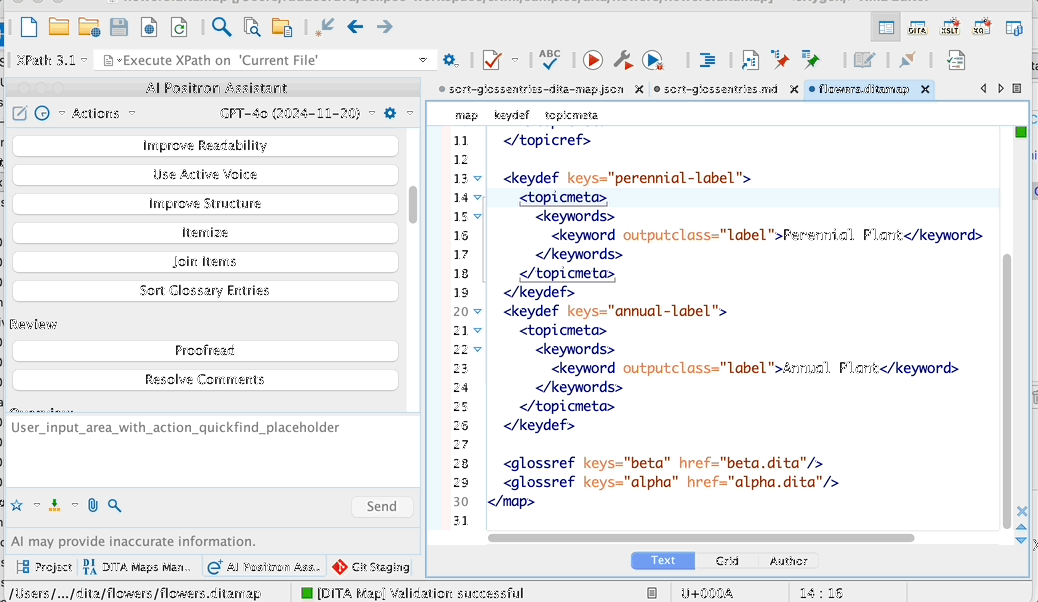 XPath 3.1 Execute XPath on 'Current File'
ABC
DITA
XSLT
AI Positron Assistant
Actions GPT-4o (2024-11-20)
Improve Readability
Use Active Voice
Improve Structure
Itemize
Join Items
Sort Glossary Entries
Review
Proofread
Resolve Comments
Overview
User_input_area_with_action_quickfind_placeholder
Send
AI may provide inaccurate information.
Project DITA Maps Man.. AI Positron Ass.. Git Staging
sort-glossentries-dita-map.json sort-glossentries.md flowers.ditamap
map keydef topicmeta
11 </topicref>
12
13 <keydef keys="perennial-label">
14 <topicmeta>
15 <keywords>
16 <keyword outputclass="label">Perennial Plant</keyword>
17 </keywords>
18 </topicmeta>
19 </keydef>
20 <keydef keys="annual-label">
21 <topicmeta>
22 <keywords>
23 <keyword outputclass="label">Annual Plant</keyword>
24 </keywords>
25 </topicmeta>
26 </keydef>
27
28 <glossref keys="beta" href="beta.dita"/>
29 <glossref keys="alpha" href="alpha.dita"/>
30 </map>
31
Text Grid Author
/Users/.../dita/flowers/flowers.ditamap [DITA Map] Validation successful U+000A 14 : 16